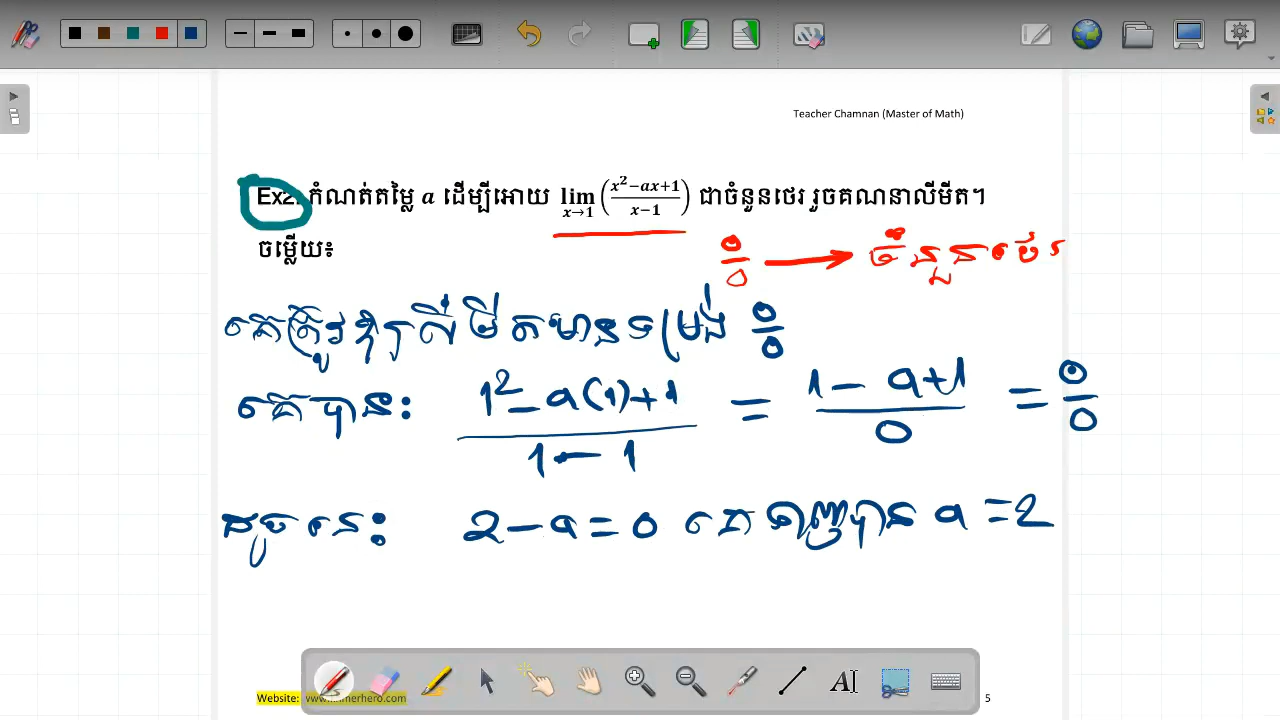 Teacher Chamnan (Master of Math)
Ex2. កំណត់តម្លៃ a ដើម្បីអោយ lim x→1 (x²−ax+1 / x−1) ជាចំនួនថេរ រួចគណនាលីមីត។
ចម្លើយ៖
0/0 → ចំនួនថេរ
គេត្រូវឱ្យលីមីតមានទម្រង់ 0/0
គេបាន: 1² − a(1)+1 / 1 − 1 = 1 − a+1 / 0 = 0/0
ដូចនេះ 2 − a = 0 គេទាញបាន a = 2
AI
Website: 5